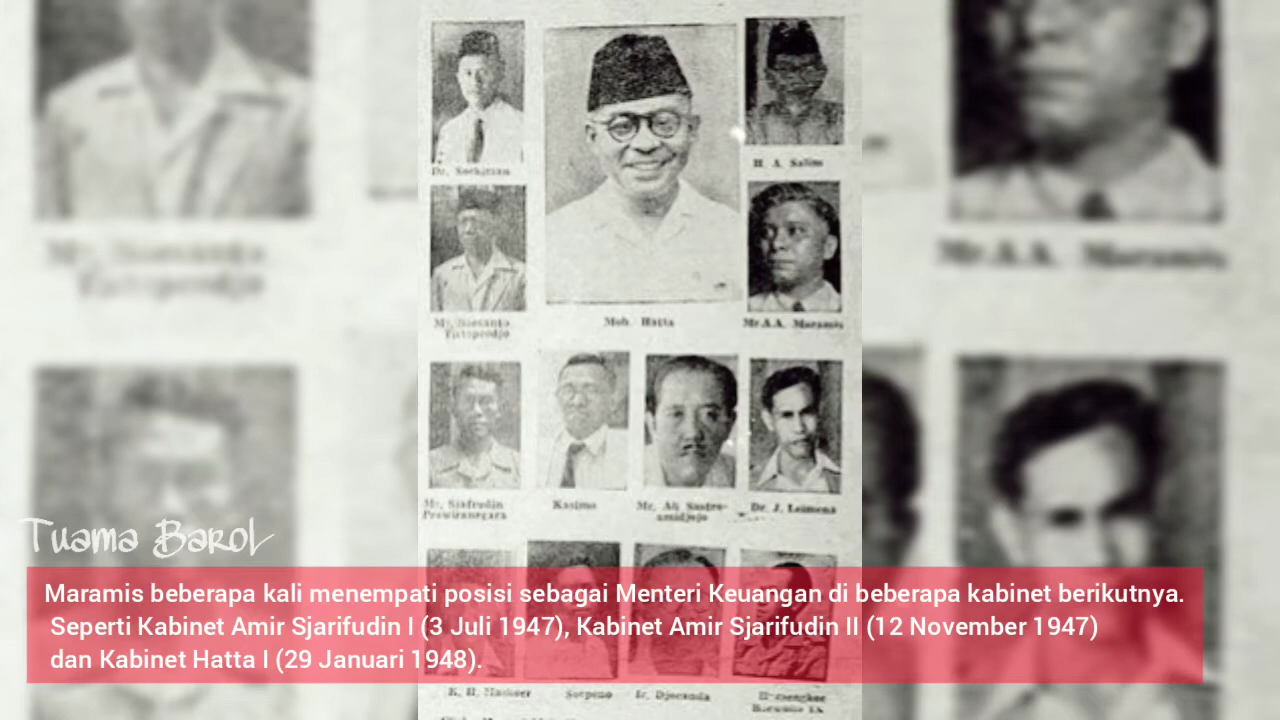 Dr. Soekiman
H. A. Salim
Mr. Soesanto
Tirtoprodjo
Moh. Hatta
Mr.A.A. Maramis
Mr. Sjafrudin
Prawiranegara
Kasimo
Mr. Ali Sastro-
amidjojo
Dr. J. Leimena
Tuama Barol
Maramis beberapa kali menempati posisi sebagai Menteri Keuangan di beberapa kabinet berikutnya.
Seperti Kabinet Amir Sjarifudin I (3 Juli 1947), Kabinet Amir Sjarifudin II (12 November 1947)
dan Kabinet Hatta I (29 Januari 1948).
K. H. Maskoer
Soepeno
Ir. Djoeanda